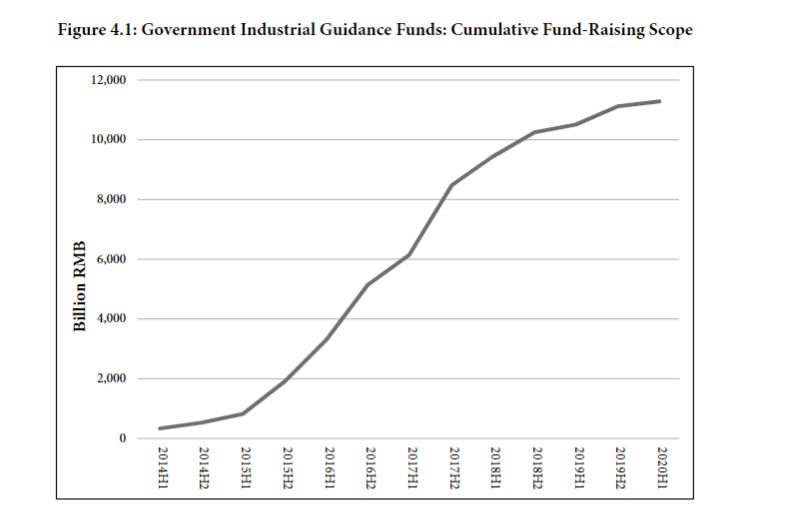 Figure 4.1: Government Industrial Guidance Funds: Cumulative Fund-Raising Scope
Billion RMB
12,000
10,000
8,000
6,000
4,000
2,000
0
2014H1
2014H2
2015H1
2015H2
2016H1
2016H2
2017H1
2017H2
2018H1
2018H2
2019H1
2019H2
2020H1